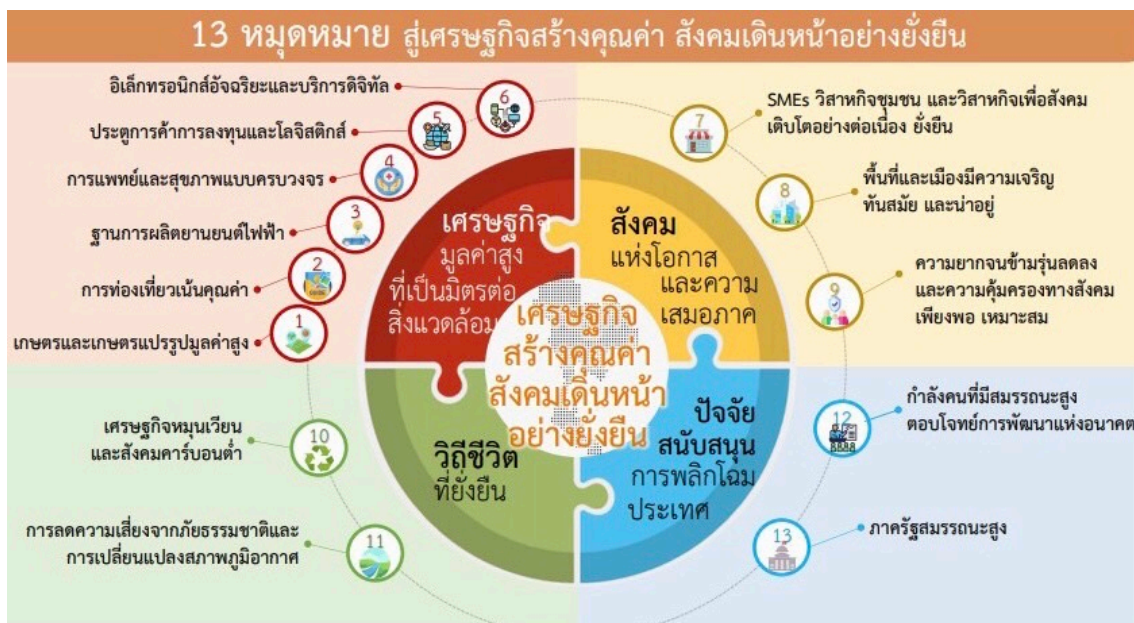 13 หมุดหมาย สู่เศรษฐกิจสร้างคุณค่า สังคมเดินหน้าอย่างยั่งยืน
อิเล็กทรอนิกส์อัจฉริยะและบริการดิจิทัล
6
ประตูการค้าการลงทุนและโลจิสติกส์
5
การแพทย์และสุขภาพแบบครบวงจร
4
ฐานการผลิตยานยนต์ไฟฟ้า
3
การท่องเที่ยวเน้นคุณค่า
2
เกษตรและเกษตรแปรรูปมูลค่าสูง
1
เศรษฐกิจ
มูลค่าสูง
ที่เป็นมิตรต่อ
สิ่งแวดล้อม
สังคม
แห่งโอกาส
และความ
เสมอภาค
7
SMEs วิสาหกิจชุมชน และวิสาหกิจเพื่อสังคม
เติบโตอย่างต่อเนื่อง ยั่งยืน
8
พื้นที่และเมืองมีความเจริญ
ทันสมัย และน่าอยู่
9
ความยากจนข้ามรุ่นลดลง
และความคุ้มครองทางสังคม
เพียงพอ เหมาะสม
เศรษฐกิจ
สร้างคุณค่า
สังคมเดินหน้า
อย่างยั่งยืน
เศรษฐกิจหมุนเวียน
และสังคมคาร์บอนต่ำ
10
การลดความเสี่ยงจากภัยธรรมชาติและ
การเปลี่ยนแปลงสภาพภูมิอากาศ
11
วิถีชีวิต
ที่ยั่งยืน
ปัจจัย
สนับสนุน
การพลิกโฉม
ประเทศ
12
กำลังคนที่มีสมรรถนะสูง
ตอบโจทย์การพัฒนาแห่งอนาคต
13
ภาครัฐสมรรถนะสูง